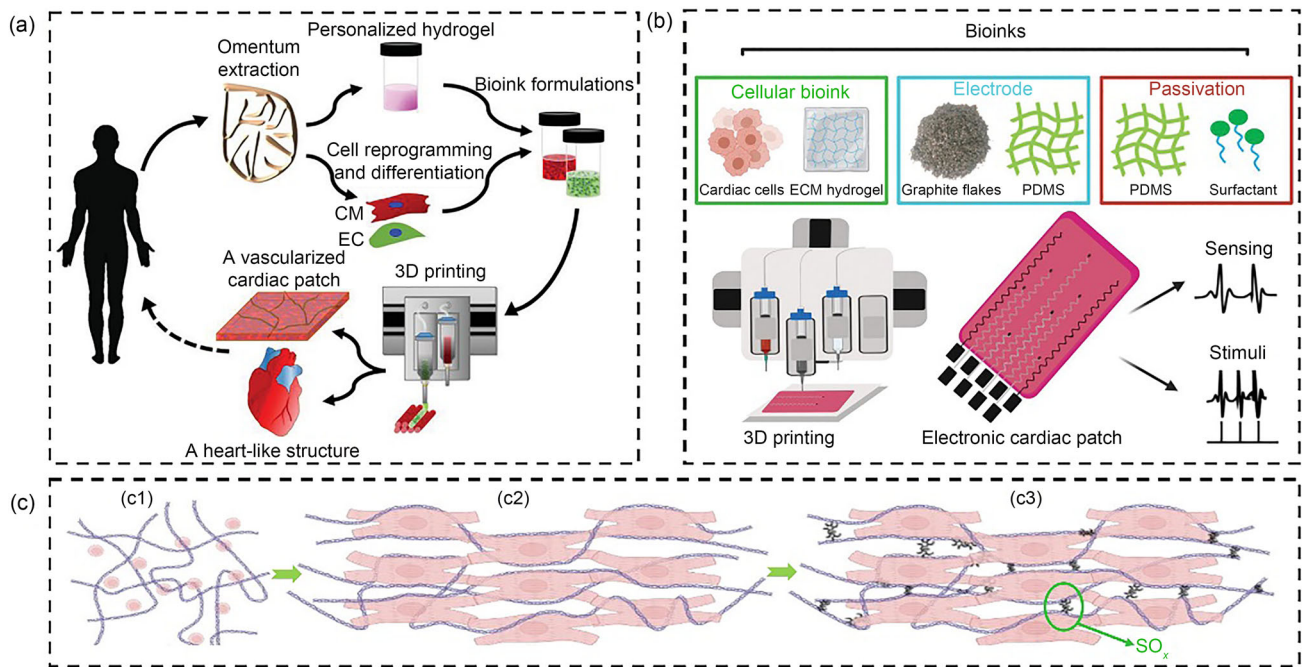 (a)
Omentum
extraction
Personalized hydrogel
Bioink formulations
Cell reprogramming
and differentiation
CM
EC
A vascularized
cardiac patch
3D printing
A heart-like structure
(b)
Bioinks
Cellular bioink
Cardiac cells
ECM hydrogel
Electrode
Graphite flakes
PDMS
Passivation
PDMS
Surfactant
3D printing
Electronic cardiac patch
Sensing
Stimuli
(c)
(c1)
(c2)
(c3)
SOx